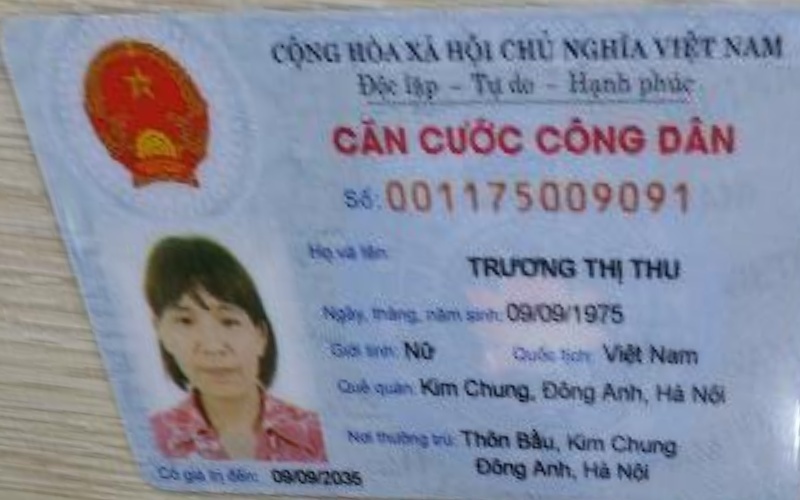 CỘNG HÒA XÃ HỘI CHỦ NGHĨA VIỆT NAM
Độc lập - Tự do - Hạnh phúc
CĂN CƯỚC CÔNG DÂN
Số: 001175009091
Họ và tên: TRƯƠNG THỊ THU
Ngày, tháng, năm sinh: 09/09/1975
Giới tính: Nữ Quốc tịch: Việt Nam
Quê quán: Kim Chung, Đông Anh, Hà Nội
Nơi thường trú: Thôn Bầu, Kim Chung
Đông Anh, Hà Nội
Có giá trị đến: 09/09/2035